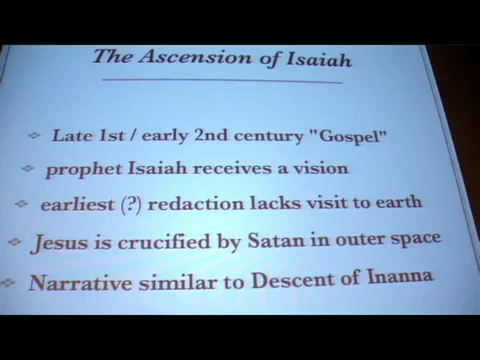 The Ascension of Isaiah
Late 1st / early 2nd century "Gospel"
prophet Isaiah receives a vision
earliest (?) redaction lacks visit to earth
Jesus is crucified by Satan in outer space
Narrative similar to Descent of Inanna